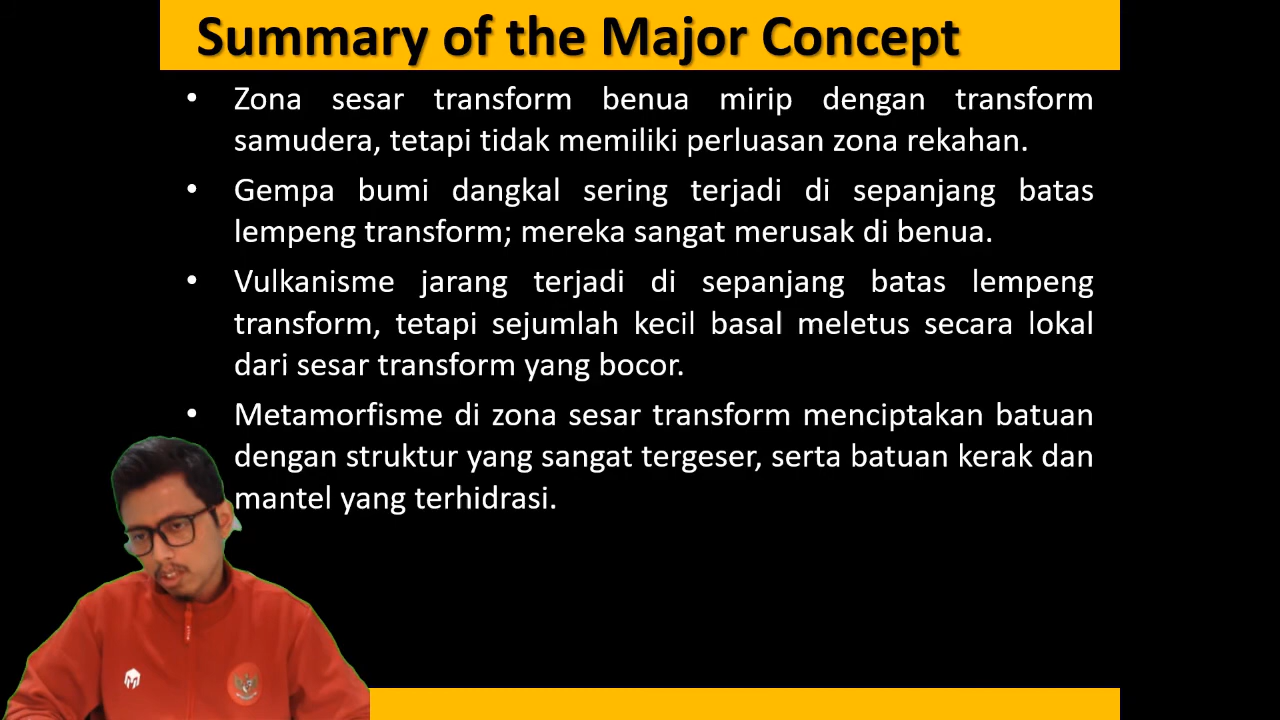 Summary of the Major Concept
• Zona sesar transform benua mirip dengan transform
samudera, tetapi tidak memiliki perluasan zona rekahan.
• Gempa bumi dangkal sering terjadi di sepanjang batas
lempeng transform; mereka sangat merusak di benua.
• Vulkanisme jarang terjadi di sepanjang batas lempeng
transform, tetapi sejumlah kecil basal meletus secara lokal
dari sesar transform yang bocor.
• Metamorfisme di zona sesar transform menciptakan batuan
dengan struktur yang sangat tergeser, serta batuan kerak dan
mantel yang terhidrasi.